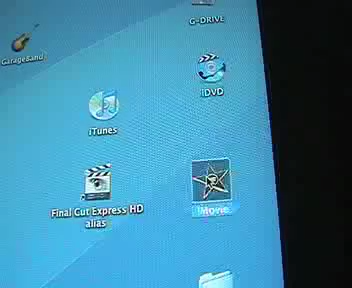 G-DRIVE
GarageBand
iDVD
iTunes
Final Cut Express HD
alias
iMovie